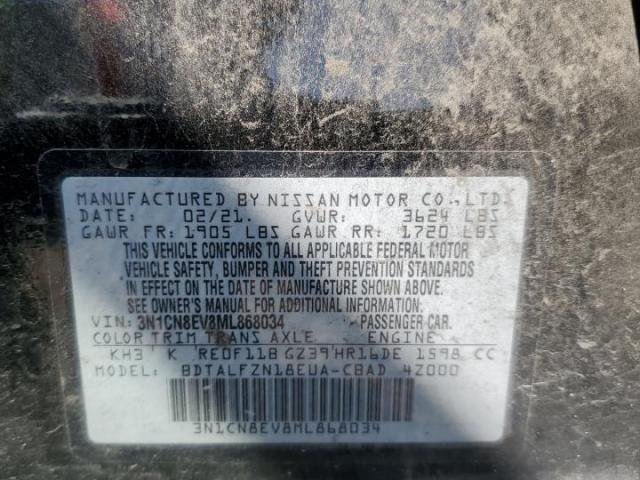 MANUFACTURED BY NISSAN MOTOR CO.,LTD.
DATE: 02/21. GVWR: 3624 LBS
GAWR FR: 1905 LBS GAWR RR: 1720 LBS
THIS VEHICLE CONFORMS TO ALL APPLICABLE FEDERAL MOTOR
VEHICLE SAFETY, BUMPER AND THEFT PREVENTION STANDARDS
IN EFFECT ON THE DATE OF MANUFACTURE SHOWN ABOVE.
SEE OWNER'S MANUAL FOR ADDITIONAL INFORMATION.
VIN: 3N1CN8EV8ML868034 PASSENGER CAR.
COLOR TRIM TRANS AXLE ENGINE
KH3 K RE0F11B GZ39 HR16DE 1598 CC
MODEL: BDTALFZN18EUA-CBAD 4Z000
3N1CN8EV8ML868034